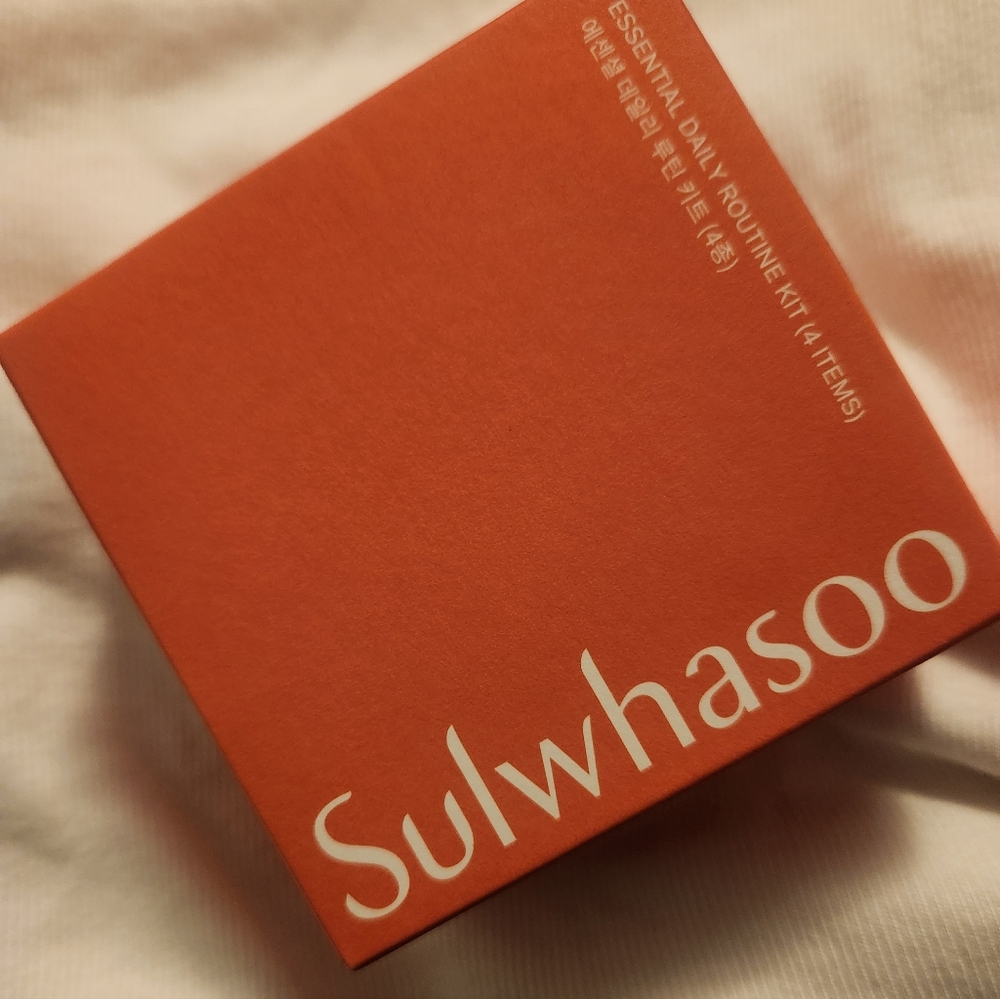 ESSENTIAL DAILY ROUTINE KIT (4 ITEMS)
에센셜 데일리 루틴 키트 (4종)
Sulwhasoo